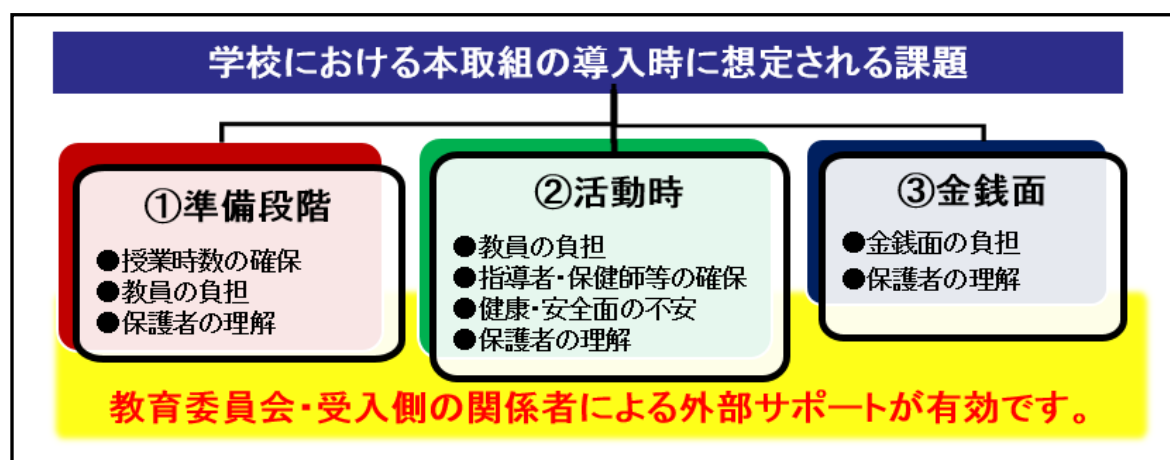 学校における本取組の導入時に想定される課題
①準備段階
●授業時数の確保
●教員の負担
●保護者の理解
②活動時
●教員の負担
●指導者・保健師等の確保
●健康・安全面の不安
●保護者の理解
③金銭面
●金銭面の負担
●保護者の理解
教育委員会・受入側の関係者による外部サポートが有効です。